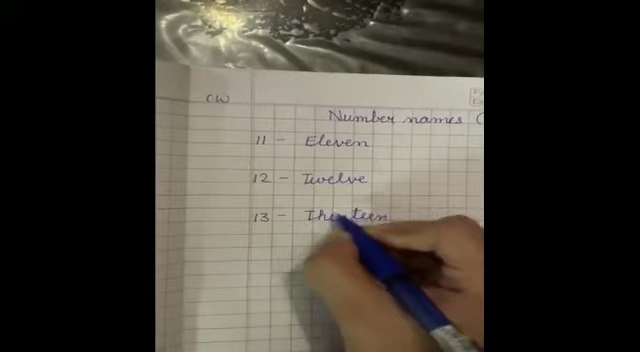 CW
Number names (
11 - Eleven
12 - Twelve
13 - Thirteen